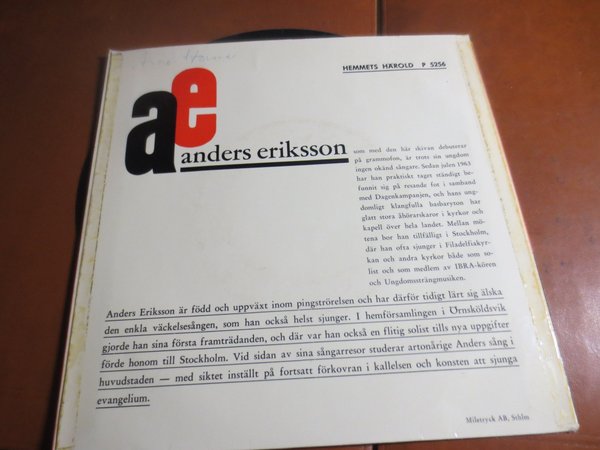 HEMMETS HÄROLD P 5256
ae
anders eriksson
som med den här skivan debuterar
på grammofon, är trots sin ungdom
ingen okänd sångare. Sedan julen 1963
har han praktiskt taget ständigt be-
funnit sig på resande fot i samband
med Dagenkampanjen, och hans ung-
domligt klangfulla basbaryton har
glatt stora åhörarskaror i kyrkor och
kapell över hela landet. Mellan mö-
tena bor han tillfälligt i Stockholm,
där han ofta sjunger i Filadelfiakyr-
kan och andra kyrkor både som so-
list och som medlem av IBRA-kören
och Ungdomssträngmusiken.
Anders Eriksson är född och uppväxt inom pingströrelsen och har därför tidigt lärt sig älska
den enkla väckelsesången, som han också helst sjunger. I hemförsamlingen i Örnsköldsvik
gjorde han sina första framträdanden, och där var han också en flitig solist tills nya uppgifter
förde honom till Stockholm. Vid sidan av sina sångarresor studerar artonårige Anders sång i
huvudstaden — med siktet inställt på fortsatt förkovran i kallelsen och konsten att sjunga
evangelium.
Miletryck AB, Sthlm